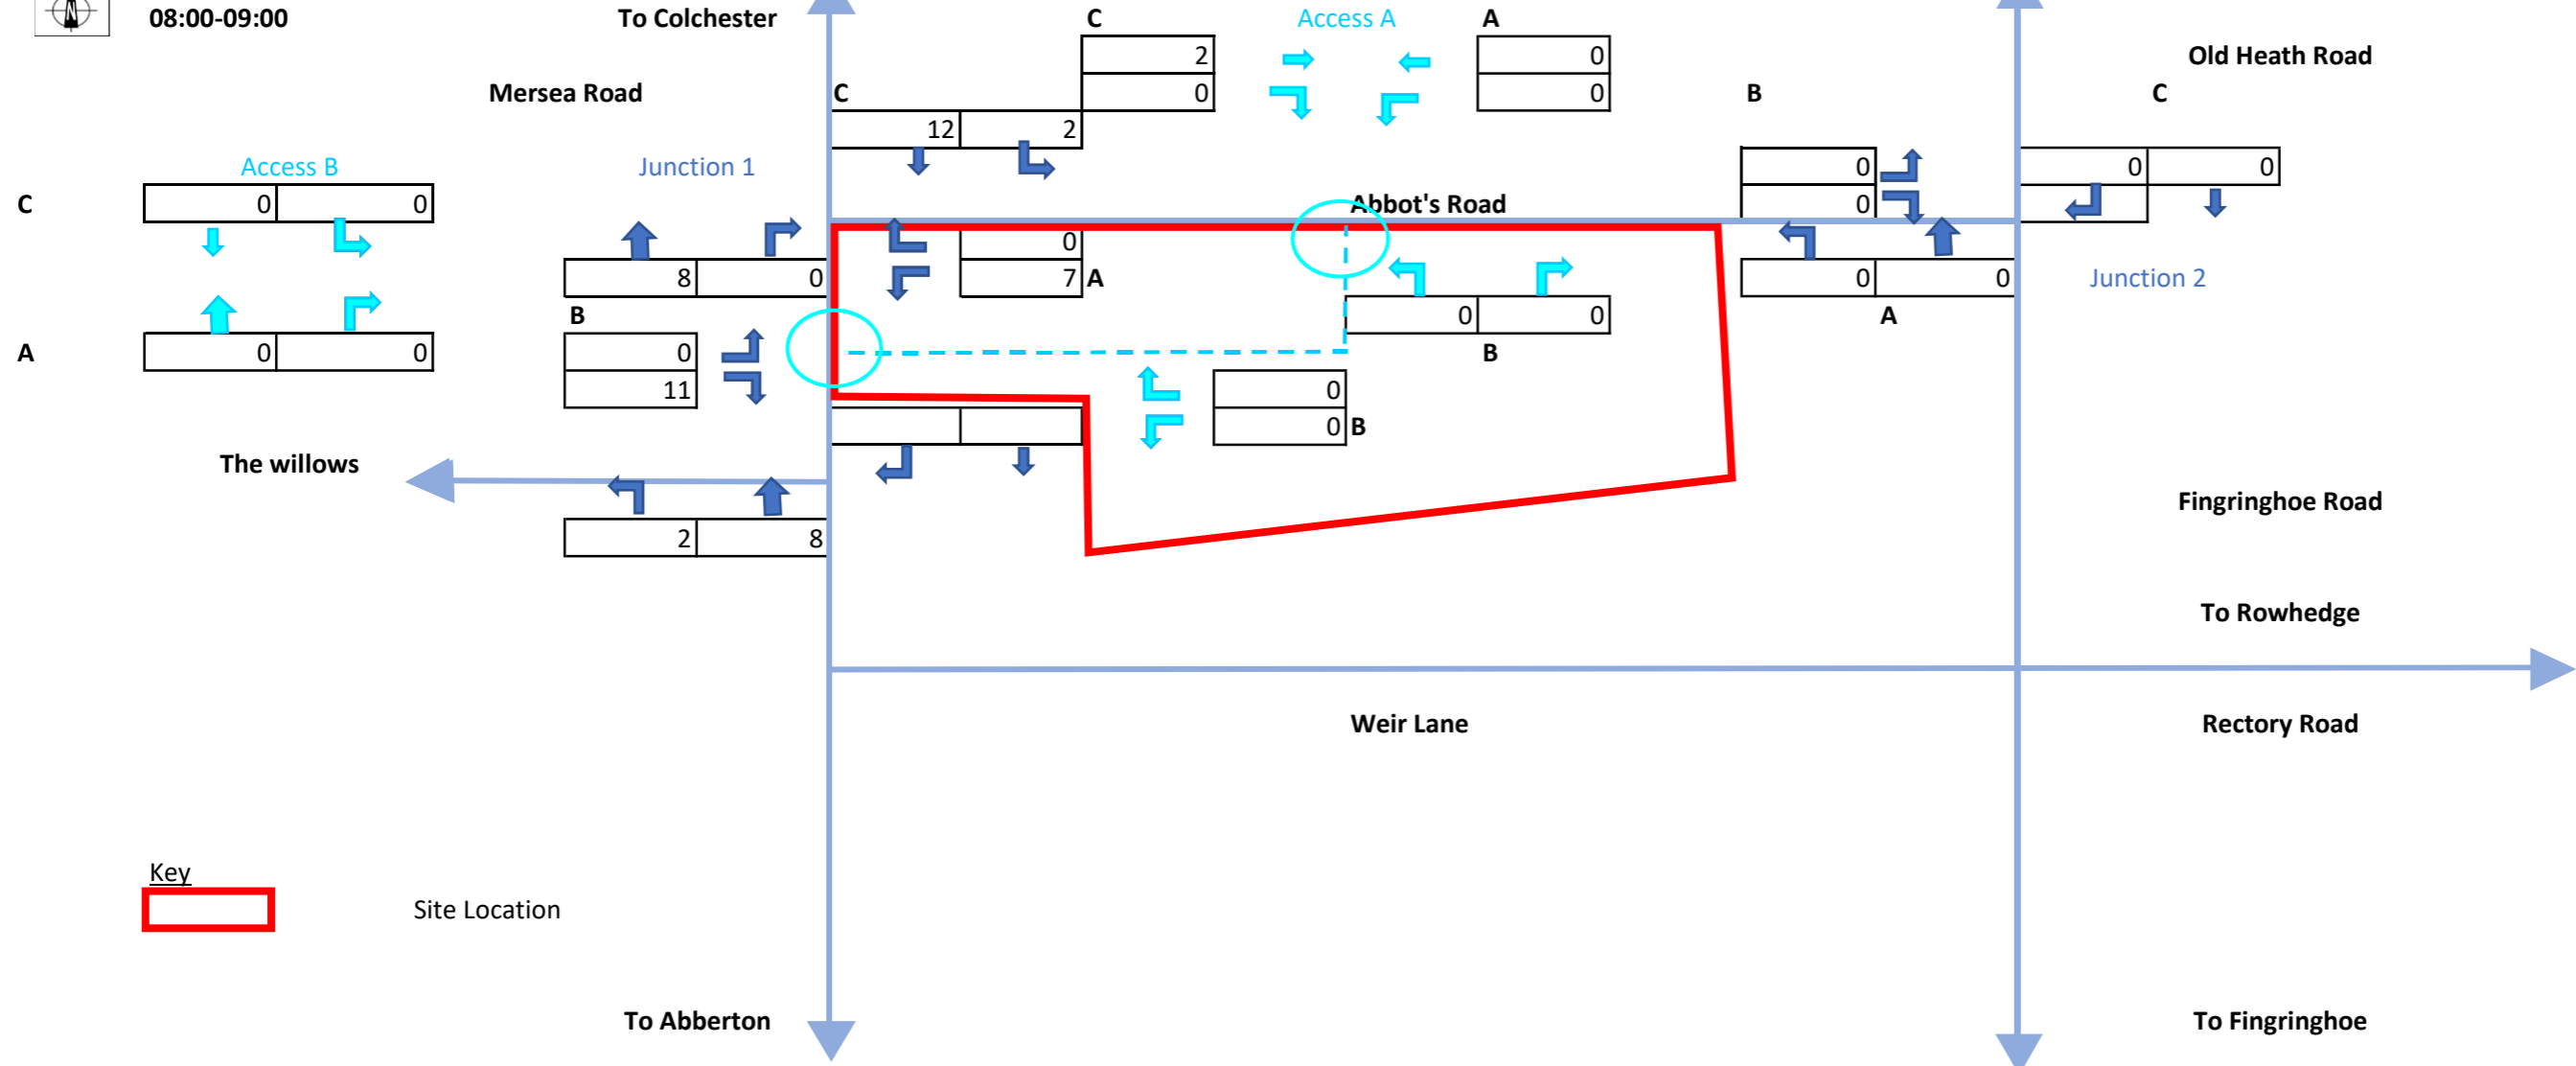 N
08:00-09:00
To Colchester
C
Access A
A
2
0
Old Heath Road
Mersea Road
C
0
0
B
C
12 2
Access B
Junction 1
0
0 0
C
0 0
Abbot's Road
0
0
8 0
7 A
0 0
Junction 2
B
0 0
A
A
0 0
0
B
11
0
The willows
0 B
Fingringhoe Road
2 8
To Rowhedge
Weir Lane
Rectory Road
Key
Site Location
To Abberton
To Fingringhoe